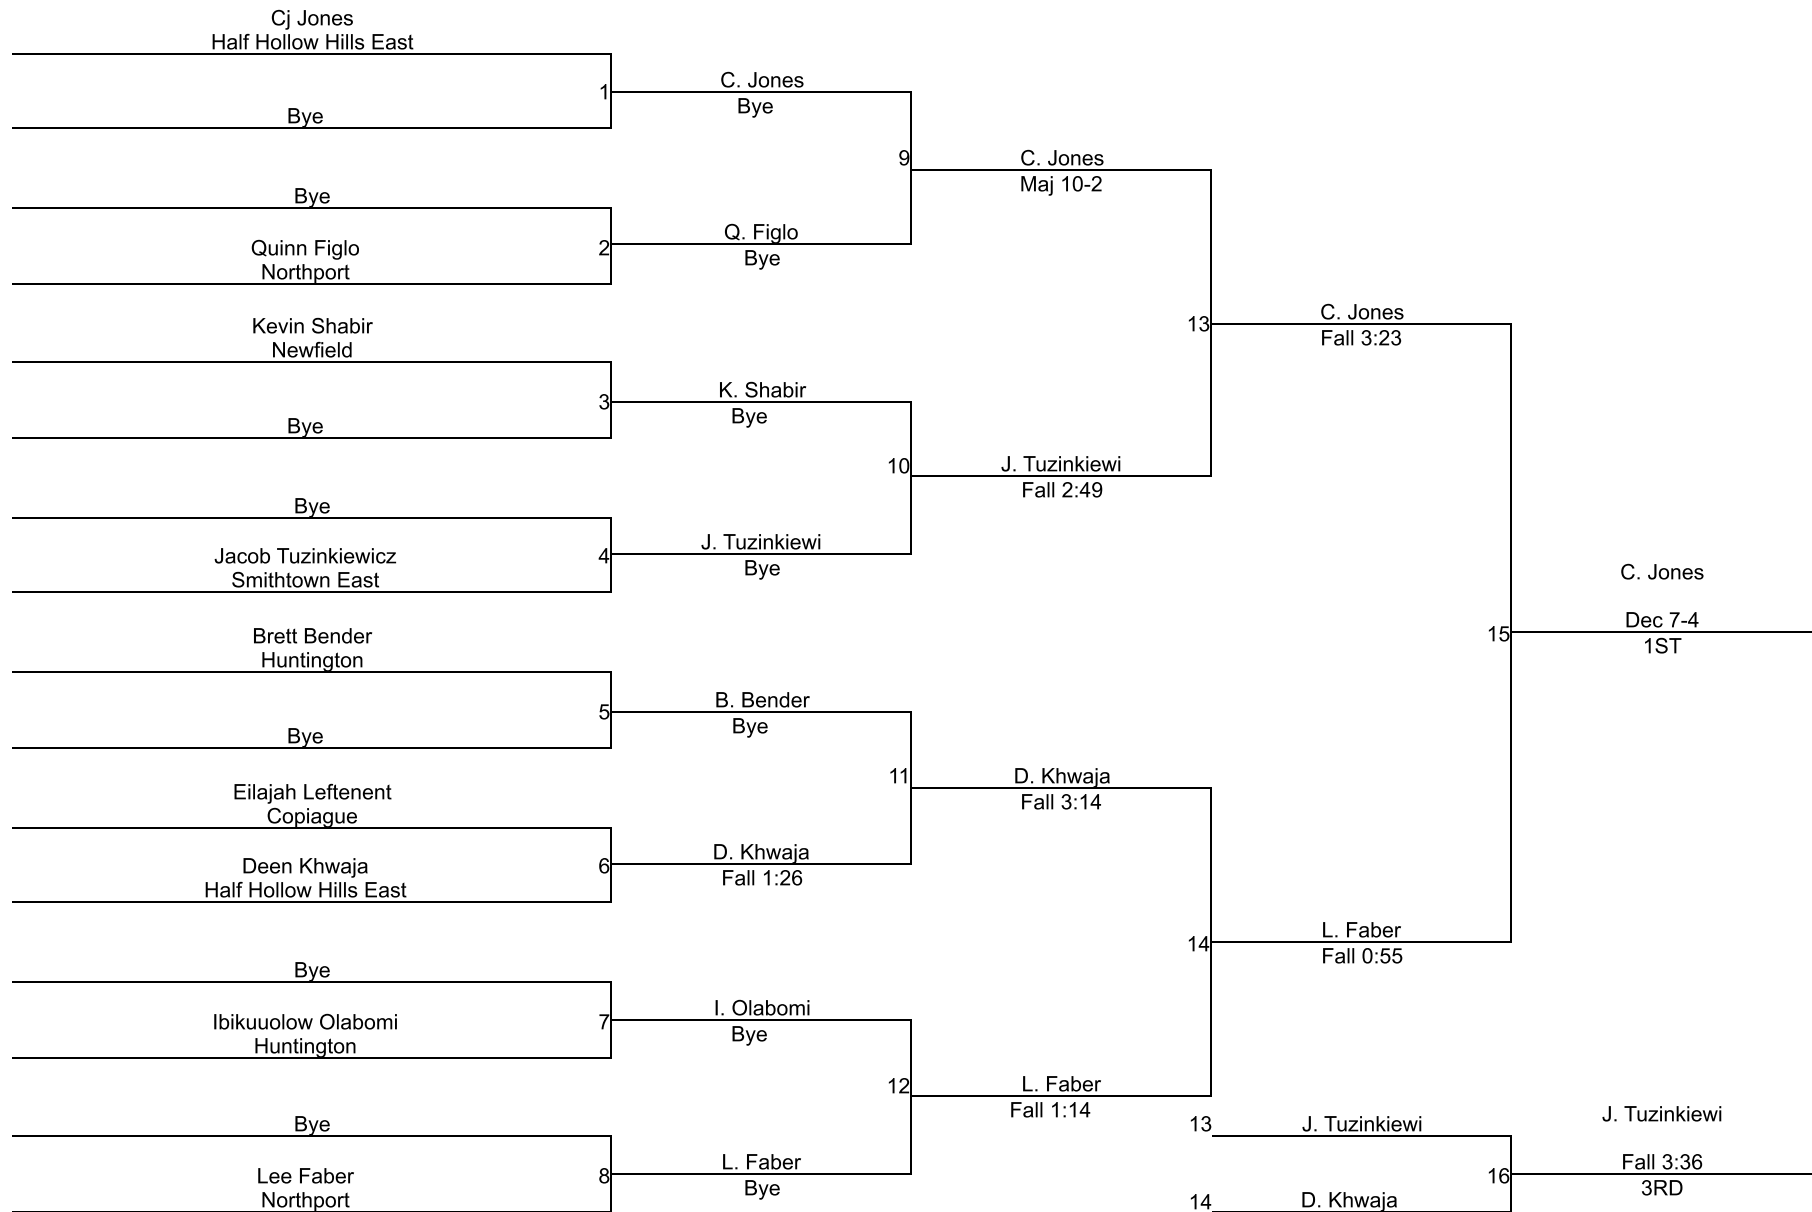 Cj Jones
Half Hollow Hills East
1
Bye
Bye
2
Quinn Figlo
Northport
Kevin Shabir
Newfield
3
Bye
Bye
4
Jacob Tuzinkiewicz
Smithtown East
Brett Bender
Huntington
5
Bye
Eilajah Leftenent
Copiague
6
Deen Khwaja
Half Hollow Hills East
Bye
7
Ibikuuolow Olabomi
Huntington
Bye
8
Lee Faber
Northport
C. Jones
Bye
9
Q. Figlo
Bye
K. Shabir
Bye
10
J. Tuzinkiewi
Bye
B. Bender
Bye
11
D. Khwaja
Fall 1:26
I. Olabomi
Bye
12
L. Faber
Bye
C. Jones
Maj 10-2
13
J. Tuzinkiewi
Fall 2:49
D. Khwaja
Fall 3:14
14
L. Faber
Fall 1:14
C. Jones
Fall 3:23
15
L. Faber
Fall 0:55
C. Jones
Dec 7-4
1ST
13
J. Tuzinkiewi
16
14
D. Khwaja
J. Tuzinkiewi
Fall 3:36
3RD